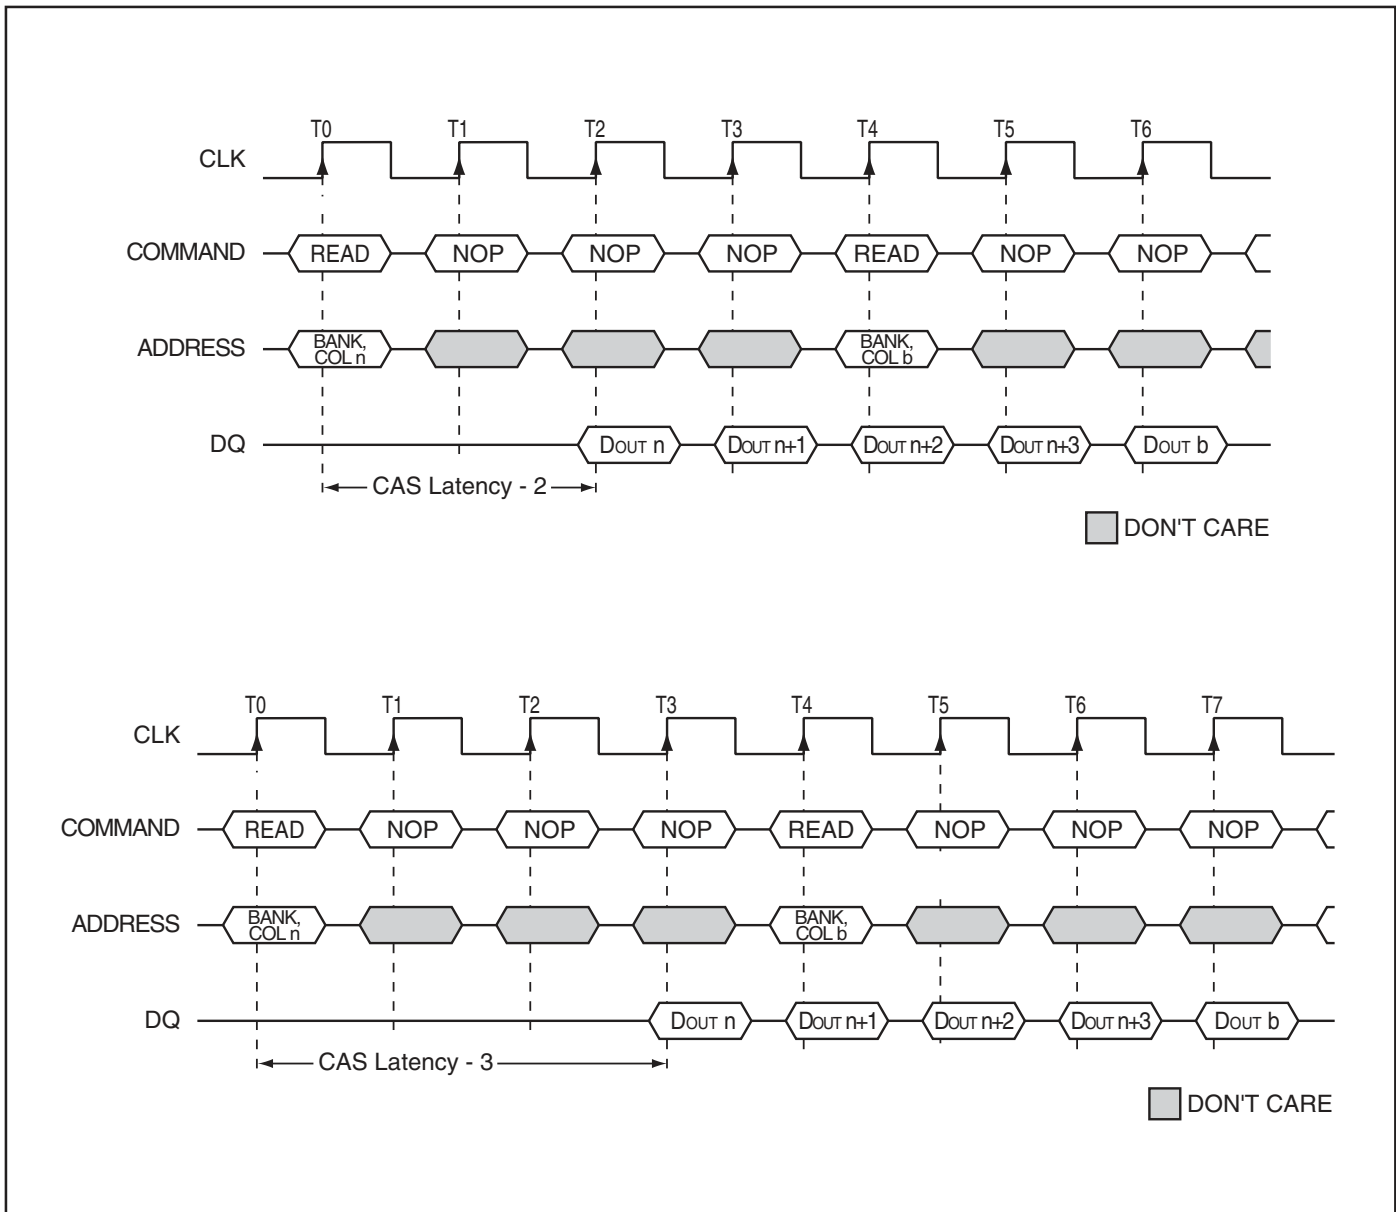 T0 T1 T2 T3 T4 T5 T6
CLK
COMMAND READ NOP NOP NOP READ NOP NOP
ADDRESS BANK, COL n BANK, COL b
DQ DOUT n DOUT n+1 DOUT n+2 DOUT n+3 DOUT b
CAS Latency - 2
DON'T CARE
T0 T1 T2 T3 T4 T5 T6 T7
CLK
COMMAND READ NOP NOP NOP READ NOP NOP NOP
ADDRESS BANK, COL n BANK, COL b
DQ DOUT n DOUT n+1 DOUT n+2 DOUT n+3 DOUT b
CAS Latency - 3
DON'T CARE